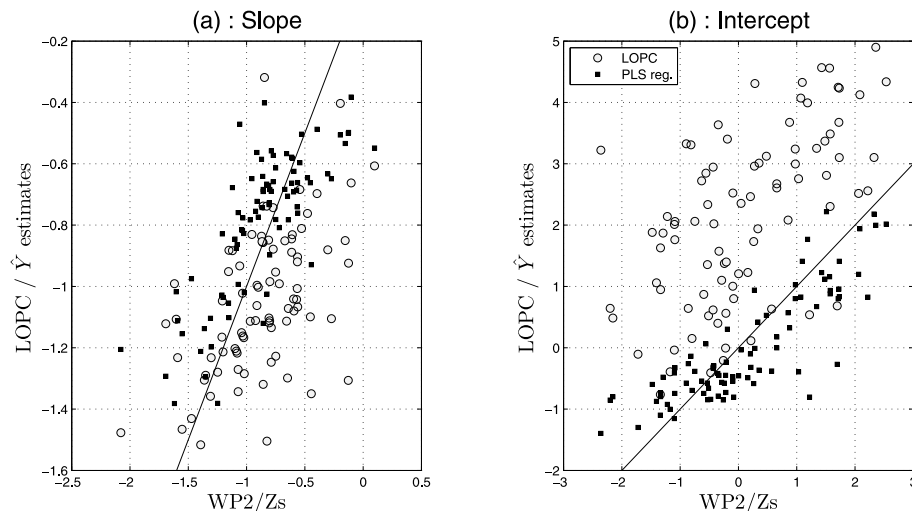 (a) : Slope
−0.2
−0.4
−0.6
−0.8
−1
−1.2
−1.4
−1.6
LOPC / Ŷ estimates
−2.5 −2 −1.5 −1 −0.5 0 0.5
WP2/Zs
(b) : Intercept
LOPC
PLS reg.
5
4
3
2
1
0
−1
−2
LOPC / Ŷ estimates
−3 −2 −1 0 1 2 3
WP2/Zs